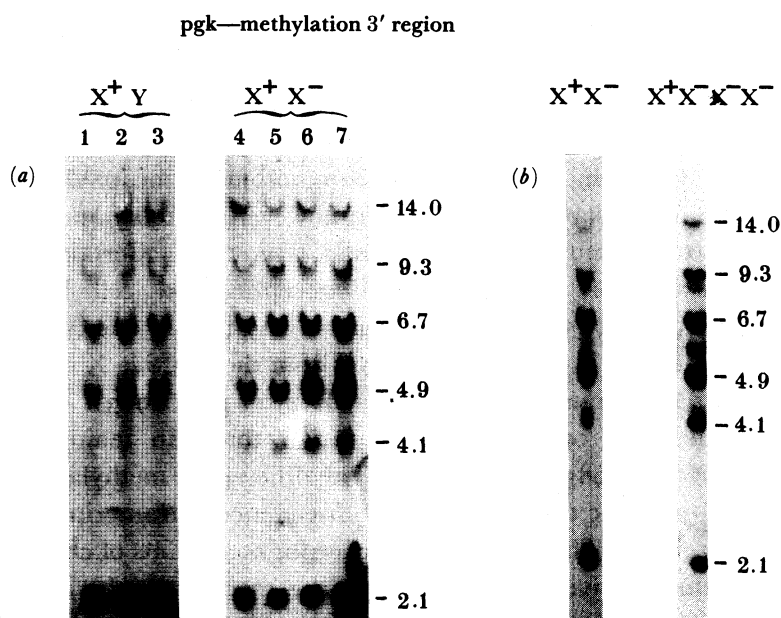 pgk—methylation 3′ region
X+ Y
X+ X−
1 2 3
4 5 6 7
(a)
14.0
9.3
6.7
4.9
4.1
2.1
X+X−
X+X− X−X−
(b)
14.0
9.3
6.7
4.9
4.1
2.1